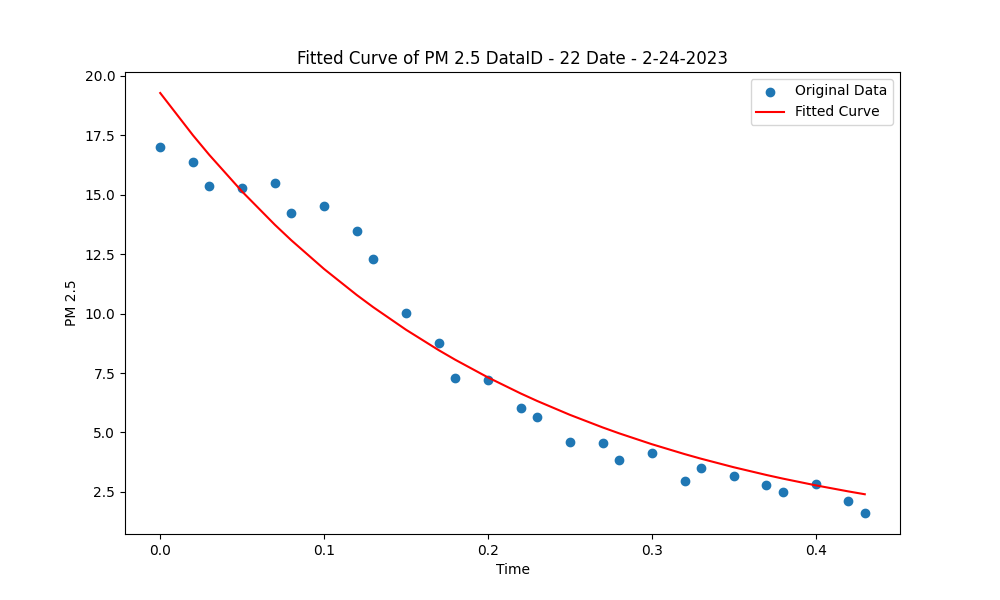 Fitted Curve of PM 2.5 DataID - 22 Date - 2-24-2023
Original Data
Fitted Curve
20.0
17.5
15.0
12.5
10.0
7.5
5.0
2.5
PM 2.5
0.0 0.1 0.2 0.3 0.4
Time